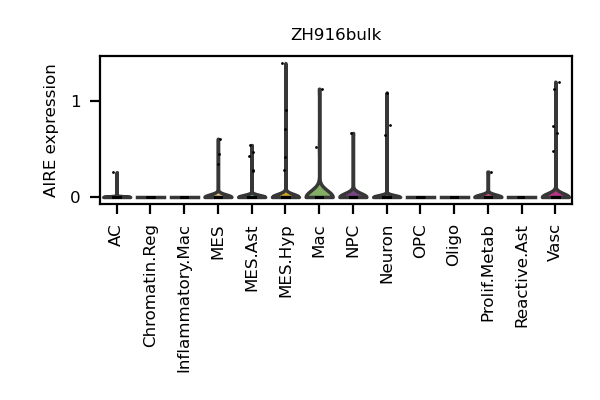 ZH916bulk
AIRE expression
1
0
AC
Chromatin.Reg
Inflammatory.Mac
MES
MES.Ast
MES.Hyp
Mac
NPC
Neuron
OPC
Oligo
Prolif.Metab
Reactive.Ast
Vasc